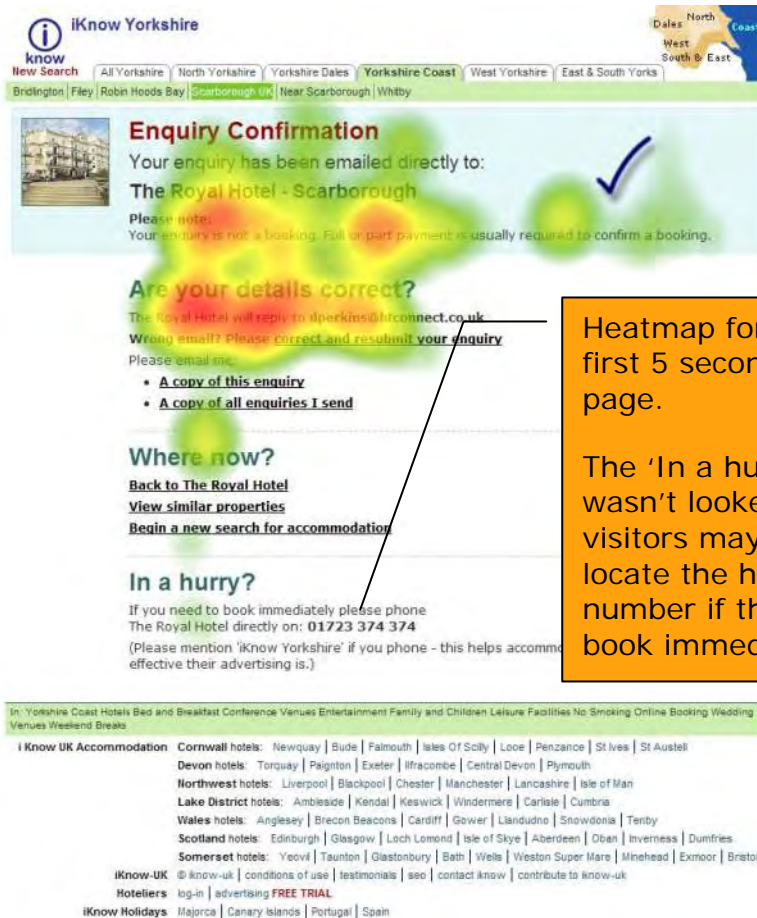 iKnow Yorkshire
i
know
New Search
All Yorkshire North Yorkshire Yorkshire Dales Yorkshire Coast West Yorkshire East & South Yorks
Dales North
Coast
West
South & East
Bridlington | Filey | Robin Hoods Bay | Scarborough UK | Near Scarborough | Whitby
Enquiry Confirmation
Your enquiry has been emailed directly to:
The Royal Hotel - Scarborough
Please note:
Your enquiry is not a booking. Full or part payment is usually required to confirm a booking.
Are your details correct?
The Royal Hotel will reply to dperkins@htconnect.co.uk
Wrong email? Please correct and resubmit your enquiry
Please email me:
• A copy of this enquiry
• A copy of all enquiries I send
Where now?
Back to The Royal Hotel
View similar properties
Begin a new search for accommodation
In a hurry?
If you need to book immediately please phone
The Royal Hotel directly on: 01723 374 374
(Please mention 'iKnow Yorkshire' if you phone - this helps accommo
effective their advertising is.)
Heatmap for
first 5 secon
page.
The 'In a hu
wasn't looke
visitors may
locate the h
number if th
book immed
In: Yorkshire Coast Hotels Bed and Breakfast Conference Venues Entertainment Family and Children Leisure Facilities No Smoking Online Booking Wedding
Venues Weekend Breaks
i Know UK Accommodation Cornwall hotels: Newquay | Bude | Falmouth | Isles Of Scilly | Looe | Penzance | St Ives | St Austell
Devon hotels: Torquay | Paignton | Exeter | Ilfracombe | Central Devon | Plymouth
Northwest hotels: Liverpool | Blackpool | Chester | Manchester | Lancashire | Isle of Man
Lake District hotels: Ambleside | Kendal | Keswick | Windermere | Carlisle | Cumbria
Wales hotels: Anglesey | Brecon Beacons | Cardiff | Gower | Llandudno | Snowdonia | Tenby
Scotland hotels: Edinburgh | Glasgow | Loch Lomond | Isle of Skye | Aberdeen | Oban | Inverness | Dumfries
Somerset hotels: Yeovil | Taunton | Glastonbury | Bath | Wells | Weston Super Mare | Minehead | Exmoor | Bristol
iKnow-UK © iknow-uk | conditions of use | testimonials | seo | contact iknow | contribute to iknow-uk
Hoteliers log-in | advertising FREE TRIAL
iKnow Holidays Majorca | Canary Islands | Portugal | Spain